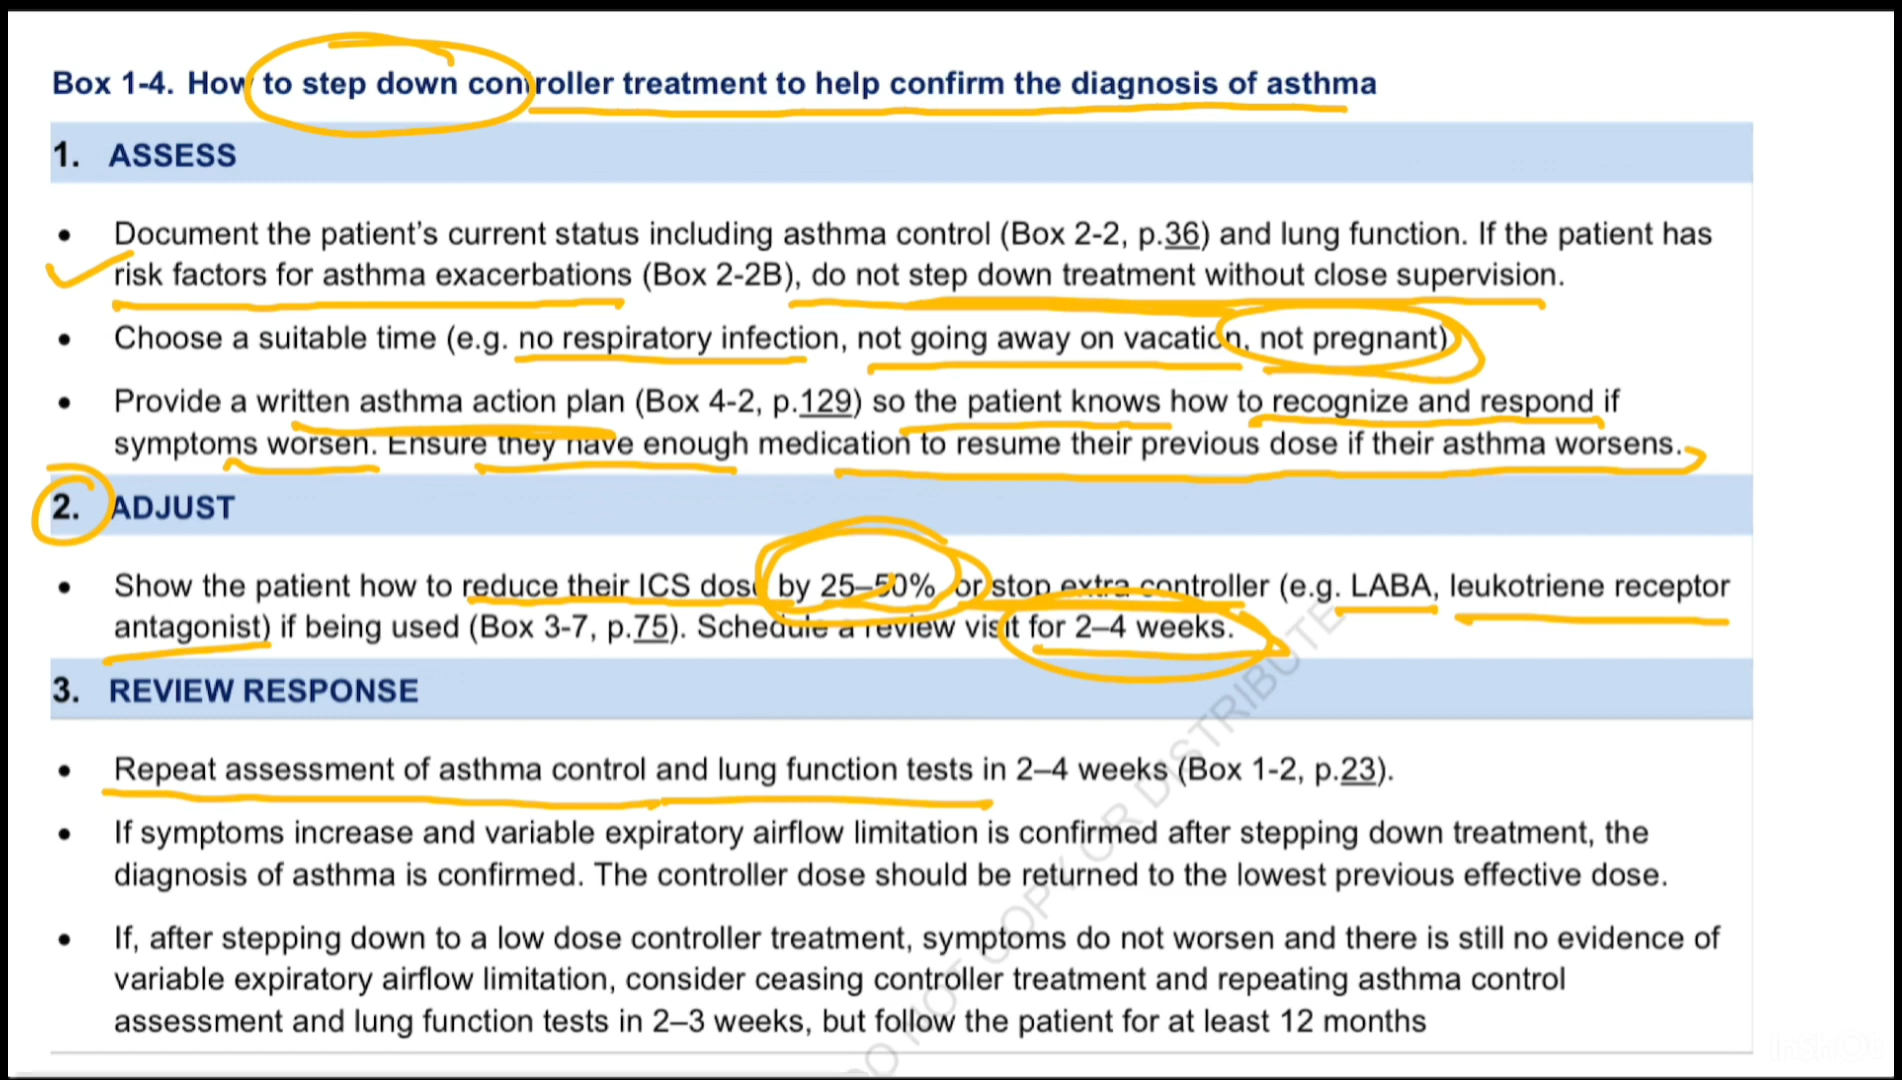 Box 1-4. How to step down controller treatment to help confirm the diagnosis of asthma
1. ASSESS
• Document the patient's current status including asthma control (Box 2-2, p.36) and lung function. If the patient has
risk factors for asthma exacerbations (Box 2-2B), do not step down treatment without close supervision.
• Choose a suitable time (e.g. no respiratory infection, not going away on vacation, not pregnant)
• Provide a written asthma action plan (Box 4-2, p.129) so the patient knows how to recognize and respond if
symptoms worsen. Ensure they have enough medication to resume their previous dose if their asthma worsens.
2. ADJUST
• Show the patient how to reduce their ICS dose by 25–50% or stop extra controller (e.g. LABA, leukotriene receptor
antagonist) if being used (Box 3-7, p.75). Schedule a review visit for 2–4 weeks.
3. REVIEW RESPONSE
• Repeat assessment of asthma control and lung function tests in 2–4 weeks (Box 1-2, p.23).
• If symptoms increase and variable expiratory airflow limitation is confirmed after stepping down treatment, the
diagnosis of asthma is confirmed. The controller dose should be returned to the lowest previous effective dose.
• If, after stepping down to a low dose controller treatment, symptoms do not worsen and there is still no evidence of
variable expiratory airflow limitation, consider ceasing controller treatment and repeating asthma control
assessment and lung function tests in 2–3 weeks, but follow the patient for at least 12 months
DO NOT COPY OR DISTRIBUTE